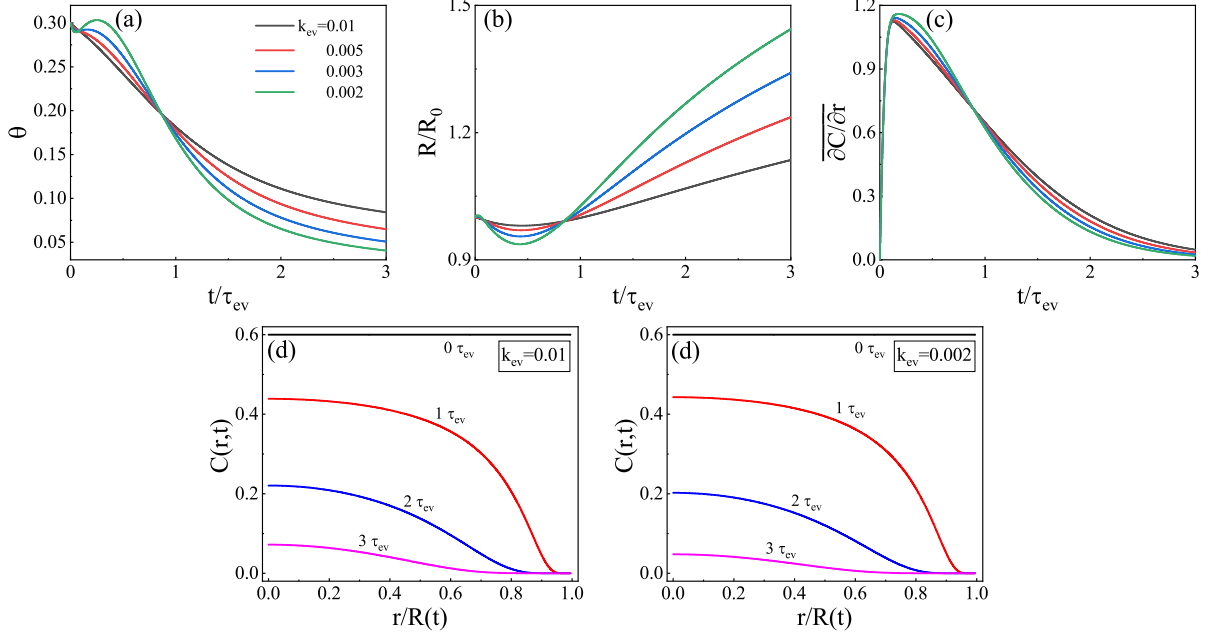 (a)
k_ev=0.01
0.005
0.003
0.002
0.30
0.25
0.20
0.15
0.10
0.05
θ
0 1 2 3
t/τ_ev
(b)
1.5
1.2
0.9
R/R_0
0 1 2 3
t/τ_ev
(c)
1.2
0.9
0.6
0.3
0.0
∂C/∂r
0 1 2 3
t/τ_ev
(d)
k_ev=0.01
0 τ_ev
1 τ_ev
2 τ_ev
3 τ_ev
0.6
0.4
0.2
0.0
C(r,t)
0.0 0.2 0.4 0.6 0.8 1.0
r/R(t)
(d)
k_ev=0.002
0 τ_ev
1 τ_ev
2 τ_ev
3 τ_ev
0.6
0.4
0.2
0.0
C(r,t)
0.0 0.2 0.4 0.6 0.8 1.0
r/R(t)